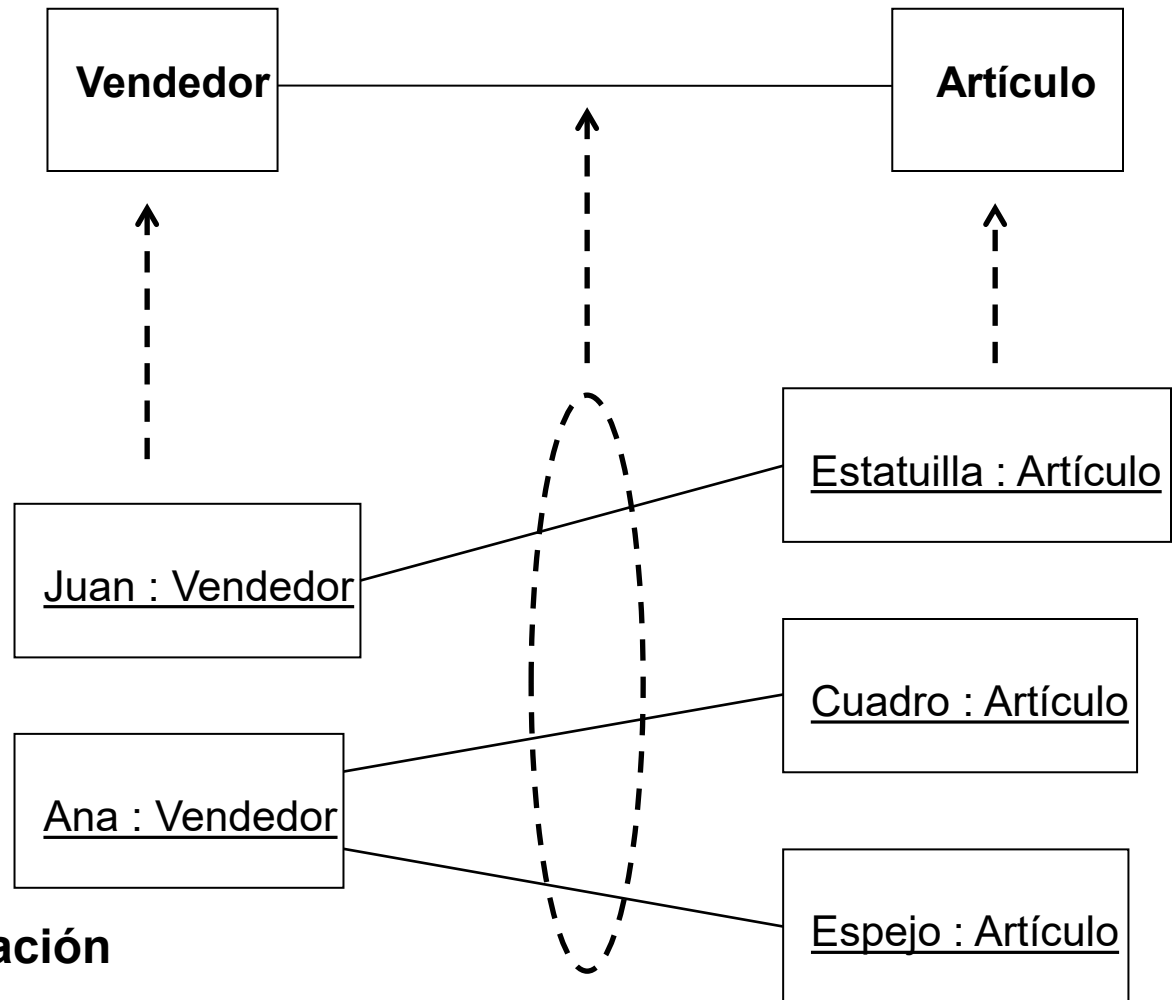 Vendedor
Artículo
Estatuilla : Artículo
Juan : Vendedor
Cuadro : Artículo
Ana : Vendedor
Espejo : Artículo
ación